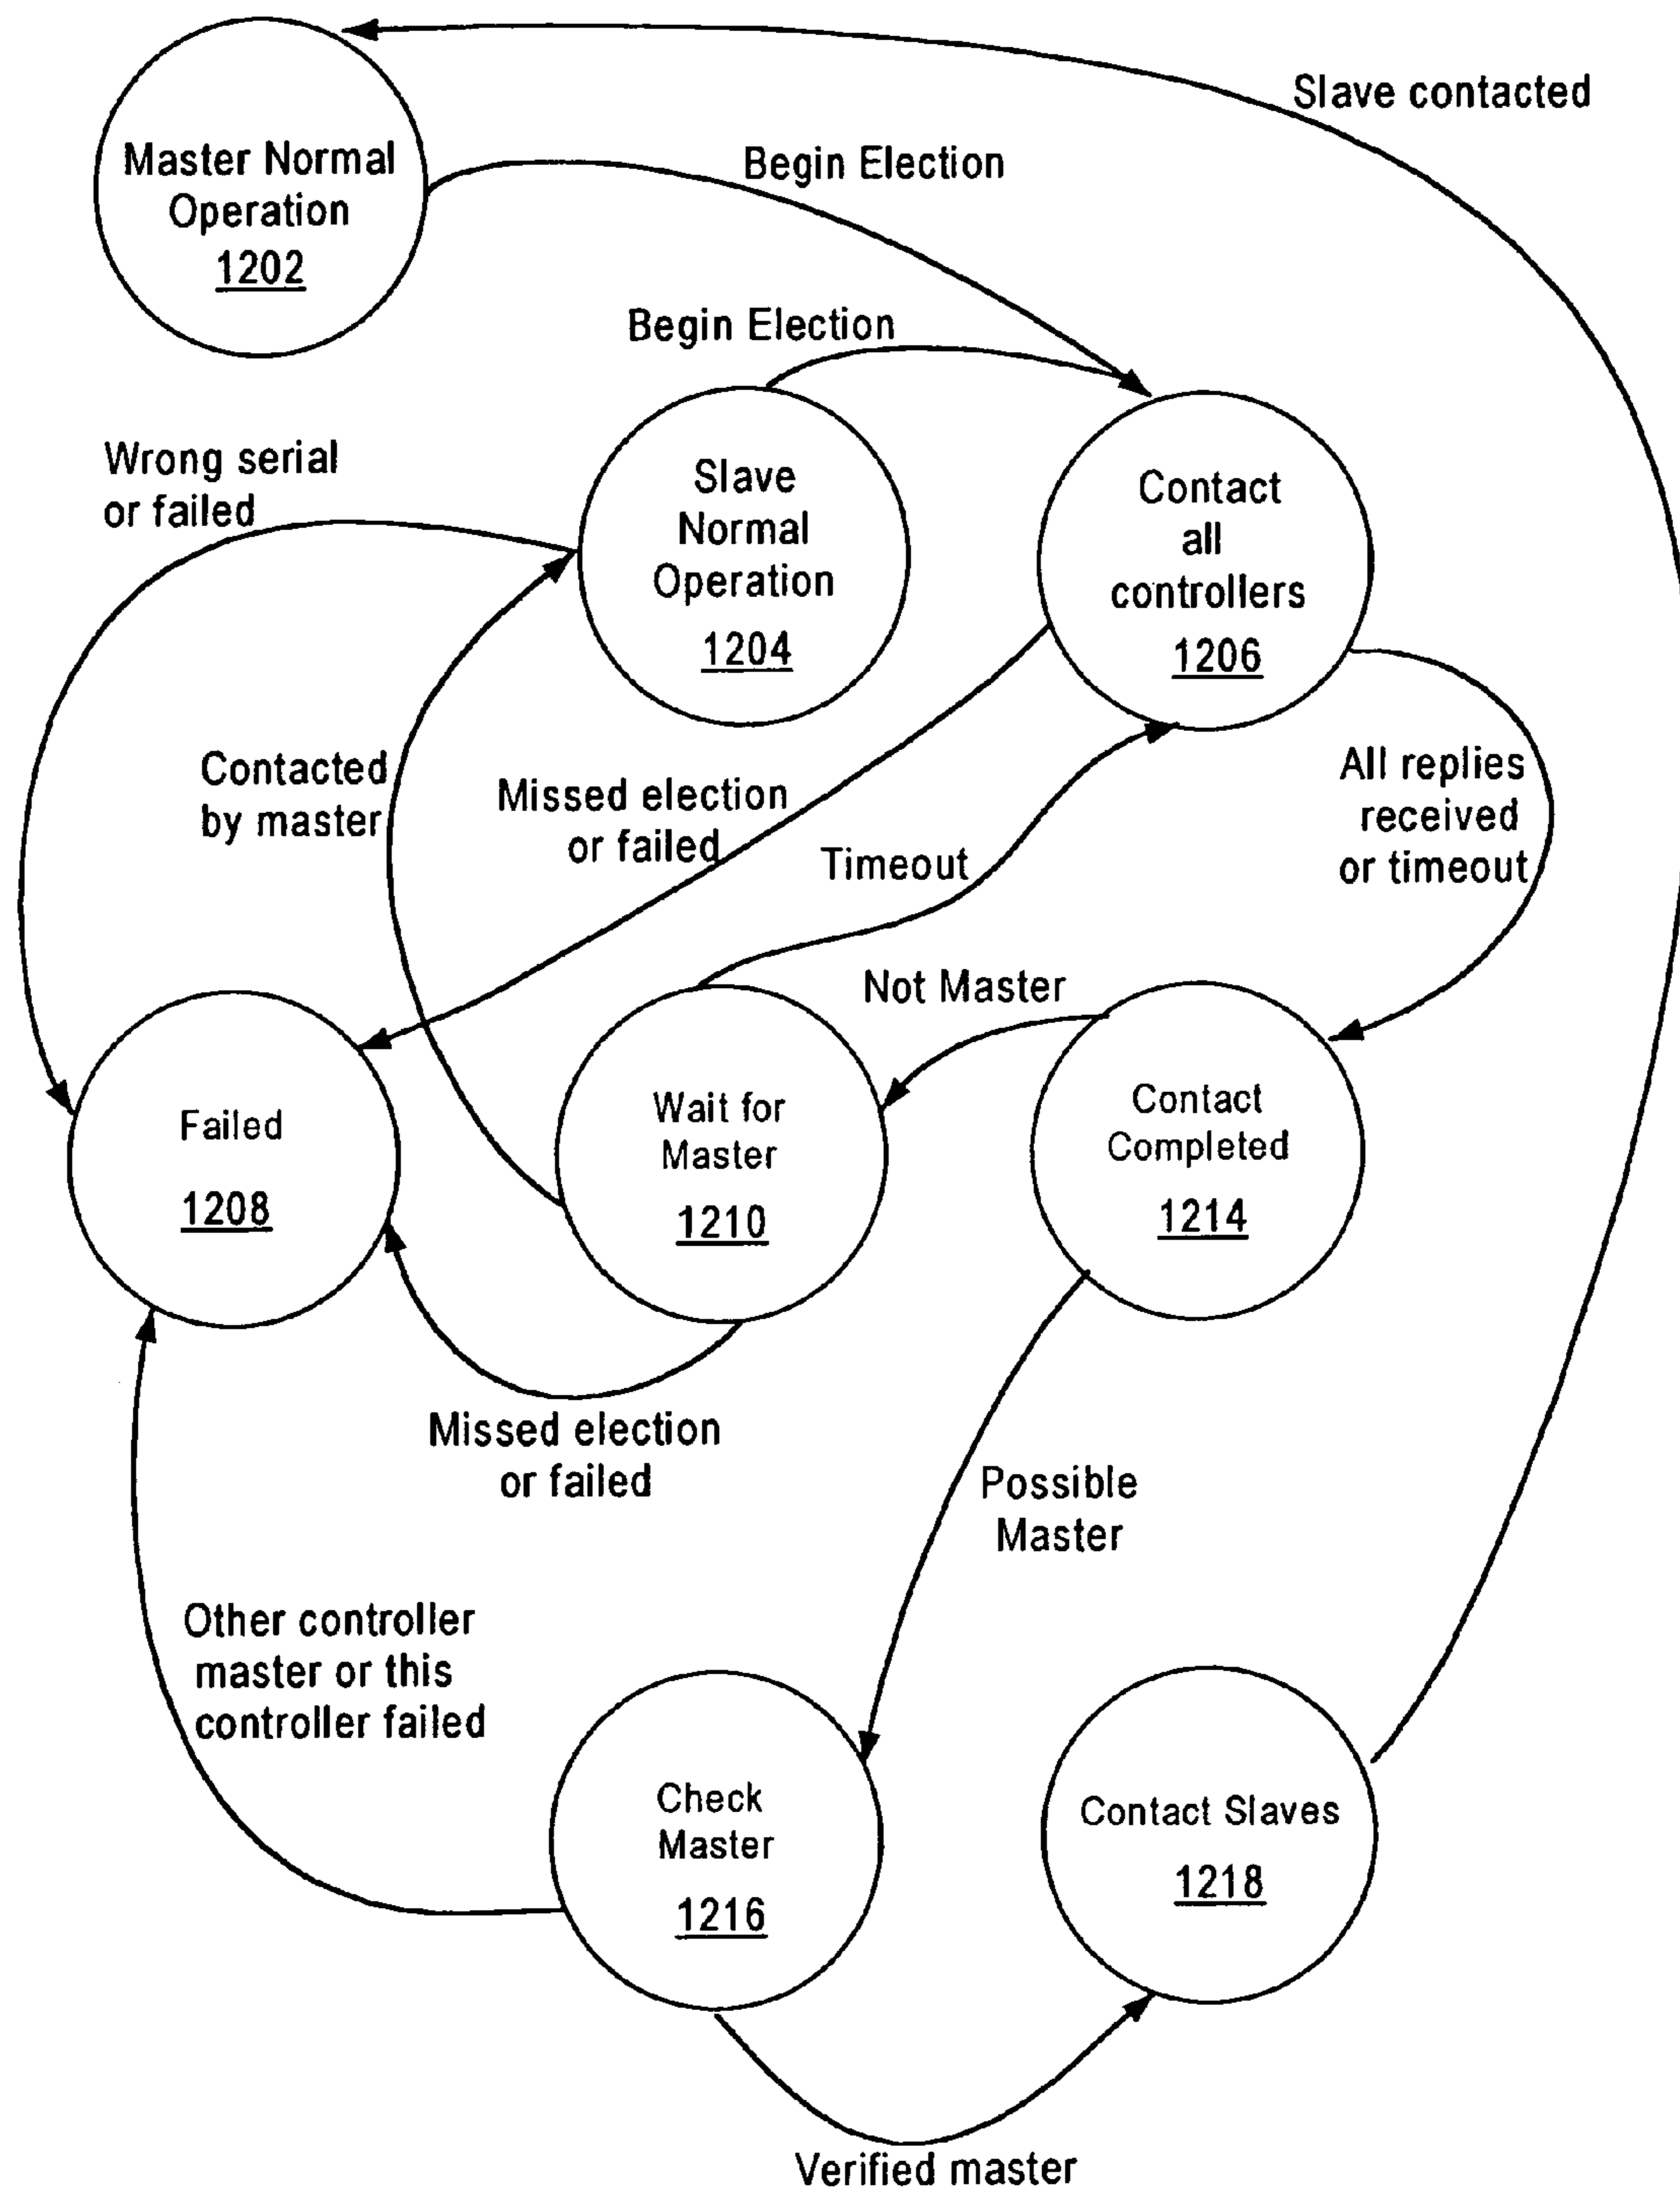 Slave contacted
Master Normal
Operation
1202
Begin Election
Begin Election
Wrong serial
or failed
Slave
Normal
Operation
1204
Contact
all
controllers
1206
Contacted
by master
Missed election
or failed
Timeout
All replies
received
or timeout
Not Master
Failed
1208
Wait for
Master
1210
Contact
Completed
1214
Missed election
or failed
Possible
Master
Other controller
master or this
controller failed
Check
Master
1216
Contact Slaves
1218
Verified master